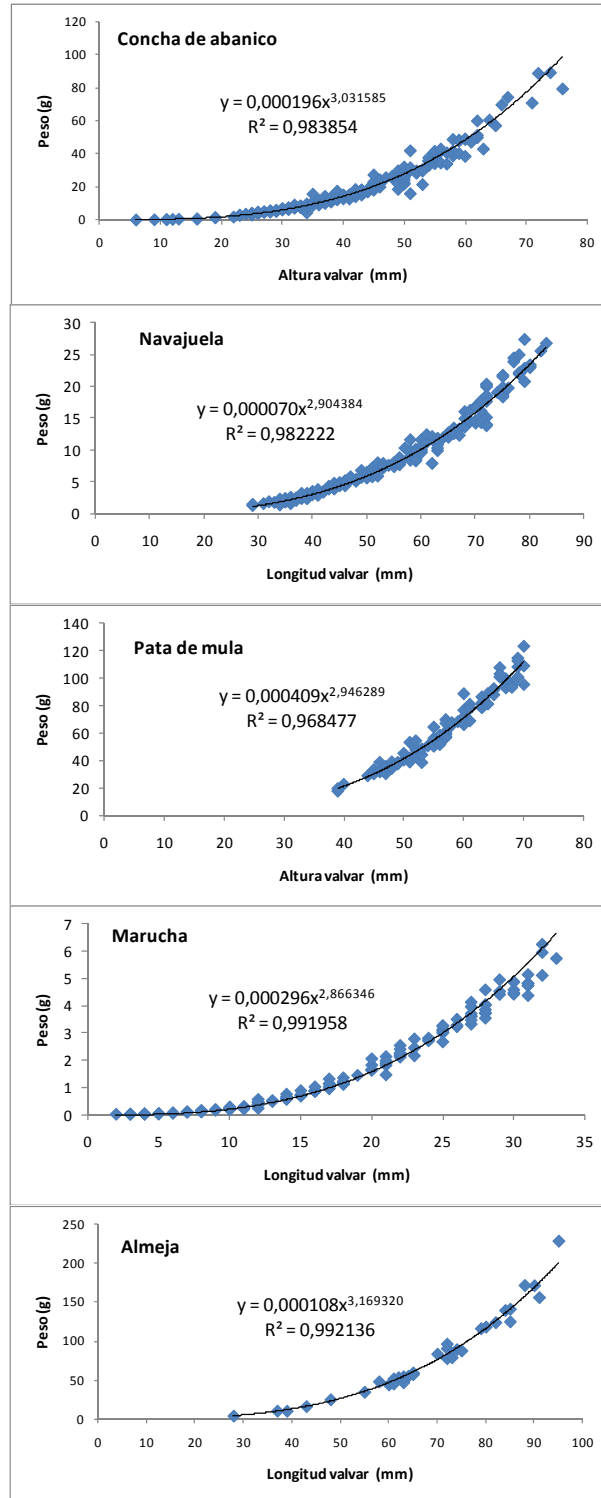 Concha de abanico
y = 0,000196x^3,031585
R² = 0,983854
Peso (g)
120
100
80
60
40
20
0
0 10 20 30 40 50 60 70 80
Altura valvar (mm)
Navajuela
y = 0,000070x^2,904384
R² = 0,982222
Peso (g)
30
25
20
15
10
5
0
0 10 20 30 40 50 60 70 80 90
Longitud valvar (mm)
Pata de mula
y = 0,000409x^2,946289
R² = 0,968477
Peso (g)
140
120
100
80
60
40
20
0
0 20 30 40 50 60 70 80
Altura valvar (mm)
Marucha
y = 0,000296x^2,866346
R² = 0,991958
Peso (g)
7
6
5
4
3
2
1
0
0 5 10 15 20 25 30 35
Longitud valvar (mm)
Almeja
y = 0,000108x^3,169320
R² = 0,992136
Peso (g)
250
200
150
100
50
0
0 10 20 30 40 50 60 70 80 90 100
Longitud valvar (mm)